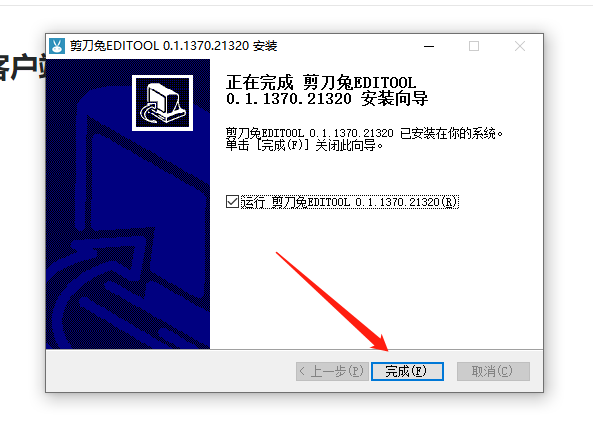 剪刀兔EDITOOL 0.1.1370.21320 安装
客户端
正在完成 剪刀兔EDITOOL
0.1.1370.21320 安装向导
剪刀兔EDITOOL 0.1.1370.21320 已安装在你的系统。
单击 [完成(F)] 关闭此向导。
运行 剪刀兔EDITOOL 0.1.1370.21320(R)
< 上一步(P)
完成(F)
取消(C)